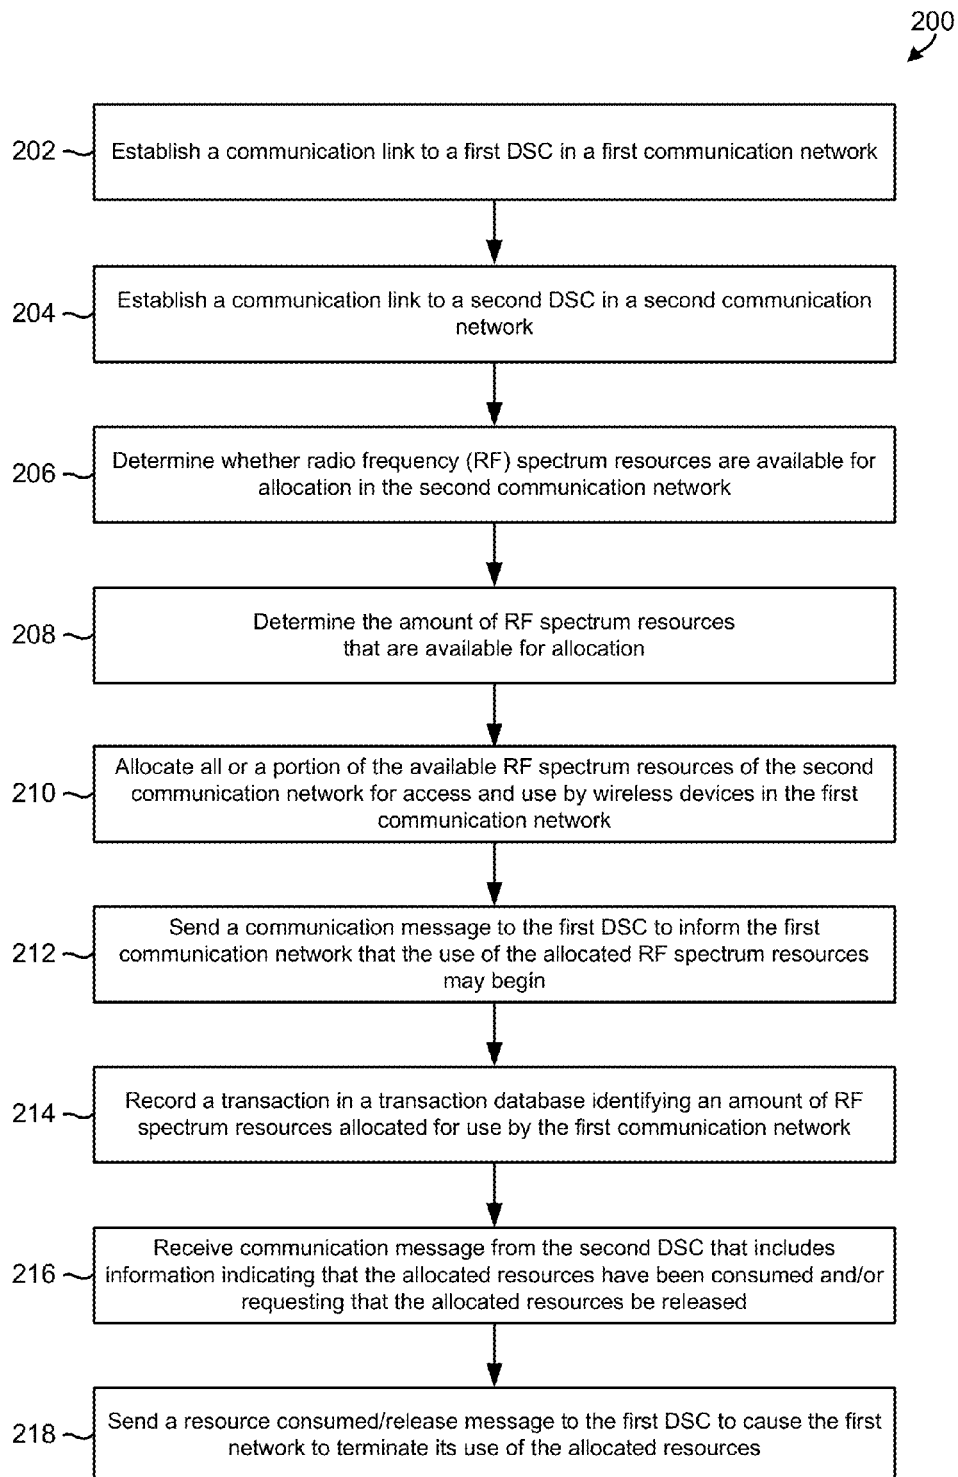 200
202
Establish a communication link to a first DSC in a first communication network
204
Establish a communication link to a second DSC in a second communication
network
206
Determine whether radio frequency (RF) spectrum resources are available for
allocation in the second communication network
208
Determine the amount of RF spectrum resources
that are available for allocation
210
Allocate all or a portion of the available RF spectrum resources of the second
communication network for access and use by wireless devices in the first
communication network
212
Send a communication message to the first DSC to inform the first
communication network that the use of the allocated RF spectrum resources
may begin
214
Record a transaction in a transaction database identifying an amount of RF
spectrum resources allocated for use by the first communication network
216
Receive communication message from the second DSC that includes
information indicating that the allocated resources have been consumed and/or
requesting that the allocated resources be released
218
Send a resource consumed/release message to the first DSC to cause the first
network to terminate its use of the allocated resources